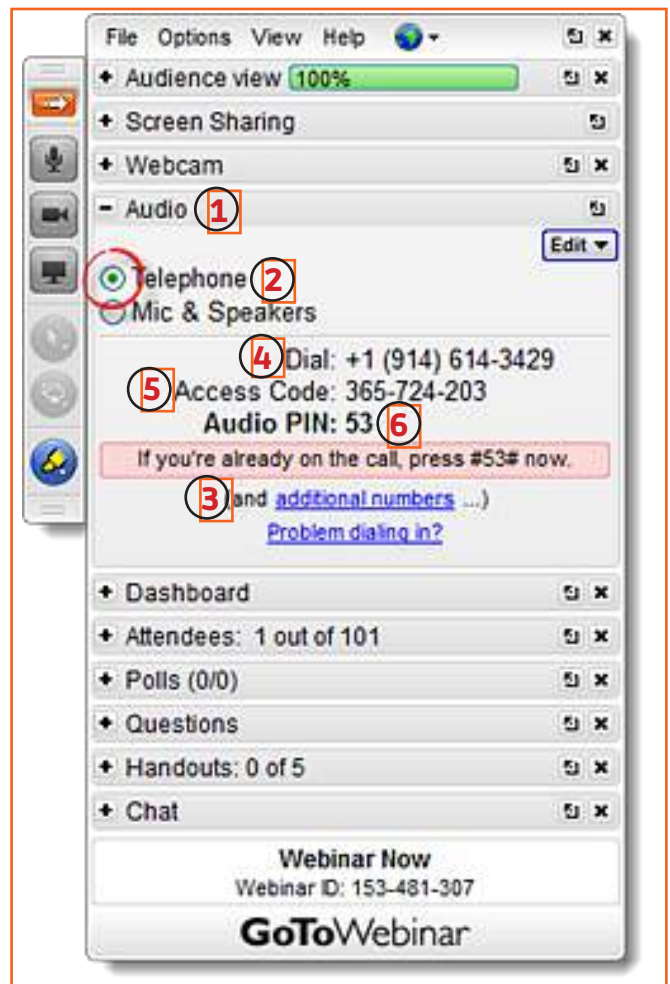 File Options View Help
Audience view 100%
Screen Sharing
Webcam
Audio 1
Edit
Telephone 2
Mic & Speakers
4 Dial: +1 (914) 614-3429
5 Access Code: 365-724-203
Audio PIN: 53 6
If you're already on the call, press #53# now.
3 (and additional numbers ...)
Problem dialing in?
Dashboard
Attendees: 1 out of 101
Polls (0/0)
Questions
Handouts: 0 of 5
Chat
Webinar Now
Webinar ID: 153-481-307
GoToWebinar